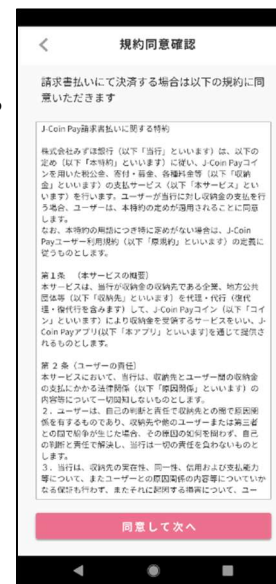 規約同意確認
請求書払いにて決済する場合は以下の規約に同
意いただきます
J-Coin Pay請求書払いに関する特約
株式会社みずほ銀行（以下「当行」といいます）は、以下の
定め（以下「本特約」といいます）に従い、J-Coin Payコイ
ンを用いた税公金、寄付・募金、各種料金等（以下「収納
金」といいます）の支払サービス（以下「本サービス」とい
います）を行います。ユーザーが当行に対し収納金の支払を行
う場合、ユーザーは、本特約の定めが適用されることに同意
します。
なお、本特約の用語につき特に定めがない場合は、J-Coin
Payユーザー利用規約（以下「原規約」といいます）の定義に
従うものとします。
第１条　（本サービスの概要）
本サービスは、当行が収納金の収納先である企業、地方公共
団体等（以下「収納先」といいます）を代理・代行（復代
理・復代行を含みます）して、J-Coin Payコイン（以下「コイ
ン」といいます）により収納金を受領するサービスをいい、J-
Coin Payアプリ(以下「本アプリ」といいます)を通じて提供さ
れるものとします。
第２条（ユーザーの責任）
本サービスにおいて、当行は、収納先とユーザー間の収納金
の支払にかかる法律関係（以下「原因関係」といいます）の
内容等について一切関知しないものとします。
２．ユーザーは、自己の判断と責任で収納先との間で原因関
係を有するものであり、収納先や他のユーザーまたは第三者
との間で紛争が生じた場合、その原因の如何を問わず、自己
の判断と責任で解決し、当行は一切の責任を負わないものと
します。
３．当行は、収納先の実在性、同一性、信用および支払能力
等について、またユーザーとの原因関係の内容等についていか
なる保証も行わず、またそれに起因する損害について、ユー
同意して次へ